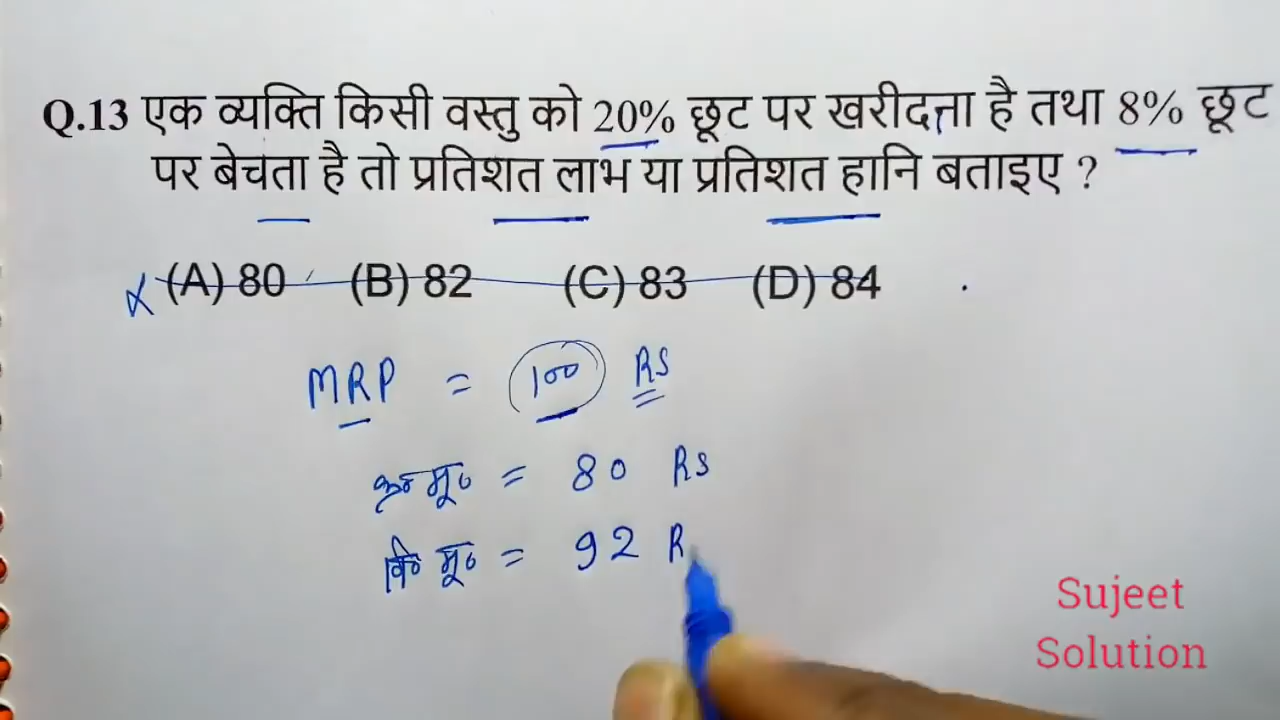 Q.13 एक व्यक्ति किसी वस्तु को 20% छूट पर खरीदता है तथा 8% छूट
पर बेचता है तो प्रतिशत लाभ या प्रतिशत हानि बताइए ?
(A) 80 (B) 82 (C) 83 (D) 84
MRP = 100 RS
क्र० मू० = 80 RS
वि० मू० = 92 R
Sujeet
Solution